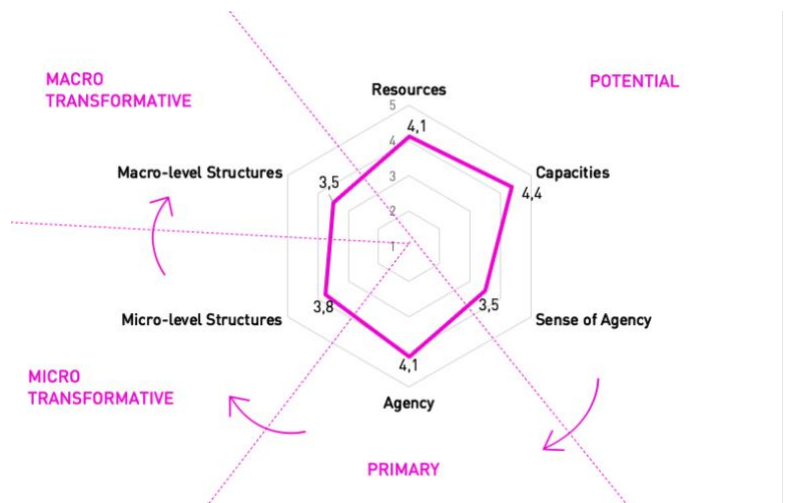 MACRO
TRANSFORMATIVE
POTENTIAL
Resources
5
4,1
4
Macro-level Structures
Capacities
3,5
3
4,4
2
1
Micro-level Structures
3,8
3,5
Sense of Agency
4,1
MICRO
TRANSFORMATIVE
Agency
PRIMARY